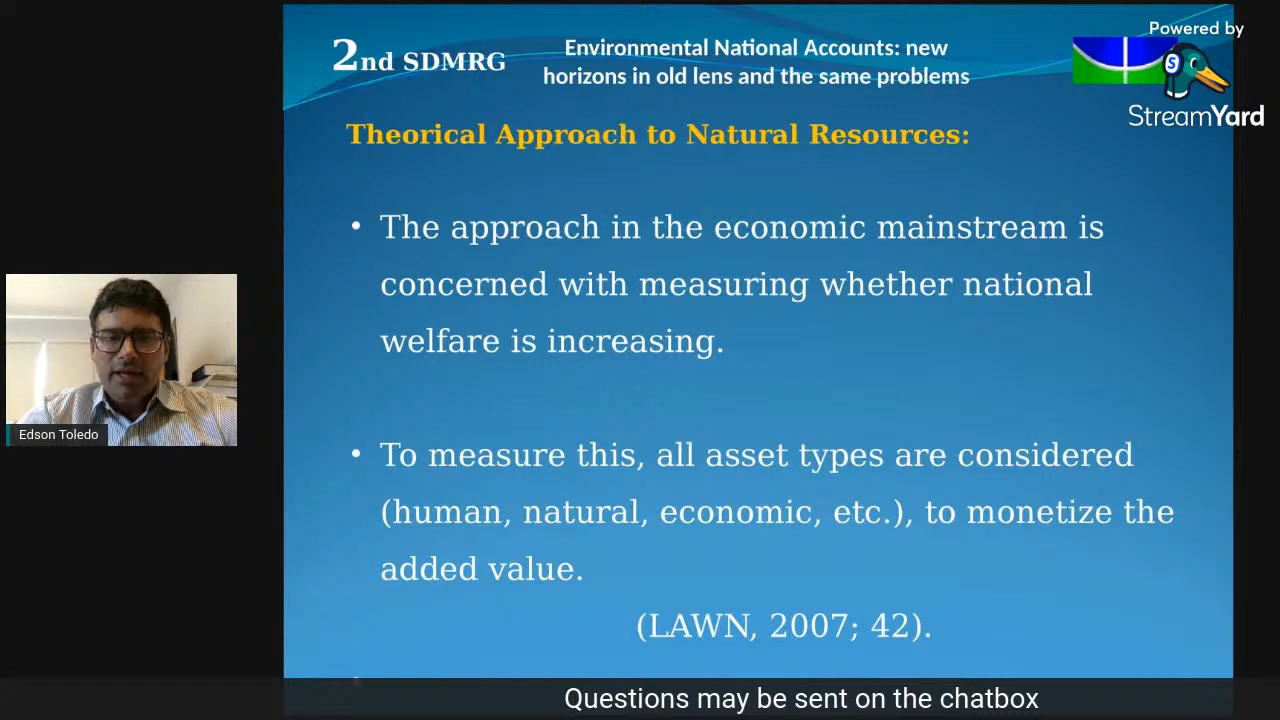 2nd SDMRG
Environmental National Accounts: new
horizons in old lens and the same problems
Powered by
S
StreamYard
Theorical Approach to Natural Resources:
• The approach in the economic mainstream is
concerned with measuring whether national
welfare is increasing.
• To measure this, all asset types are considered
(human, natural, economic, etc.), to monetize the
added value.
(LAWN, 2007; 42).
Edson Toledo
Questions may be sent on the chatbox